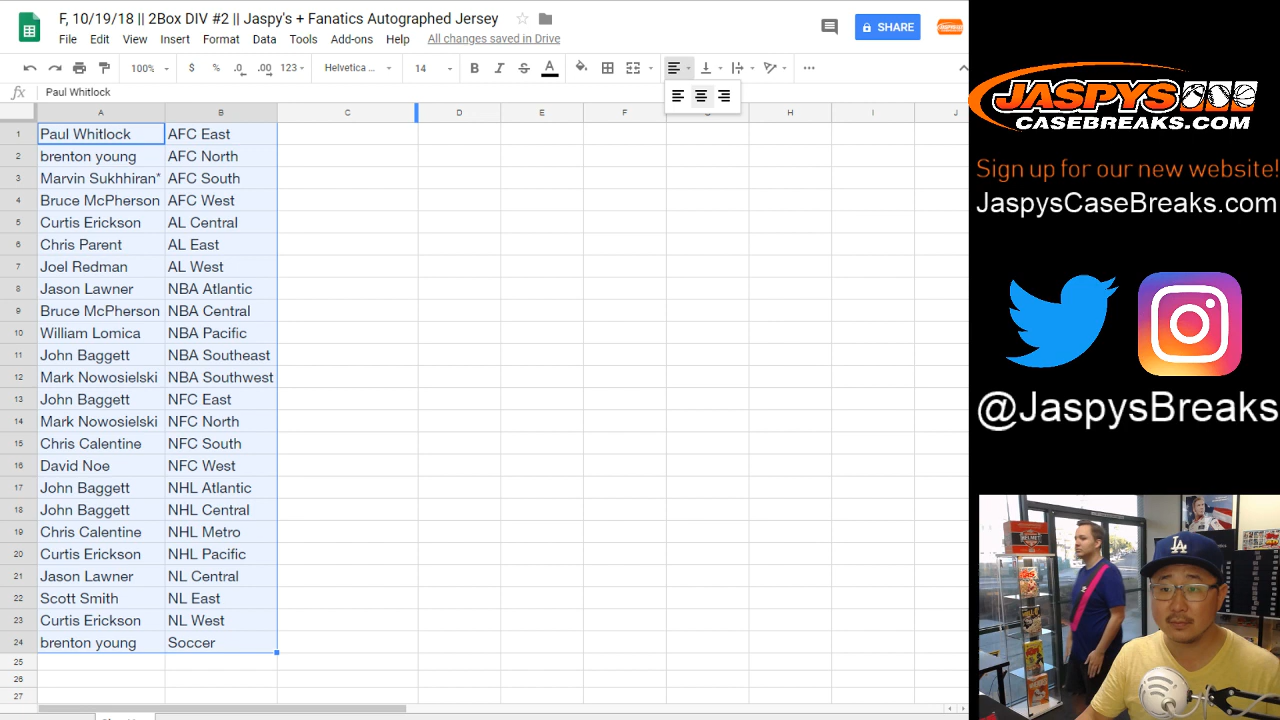 F, 10/19/18 || 2Box DIV #2 || Jaspy's + Fanatics Autographed Jersey
File Edit View Insert Format Data Tools Add-ons Help All changes saved in Drive
SHARE
100% $ % .0 .00 123 Helvetica ... 14 B I S A
fx Paul Whitlock
A B C D E F G H I J
1 Paul Whitlock AFC East
2 brenton young AFC North
3 Marvin Sukhhiran* AFC South
4 Bruce McPherson AFC West
5 Curtis Erickson AL Central
6 Chris Parent AL East
7 Joel Redman AL West
8 Jason Lawner NBA Atlantic
9 Bruce McPherson NBA Central
10 William Lomica NBA Pacific
11 John Baggett NBA Southeast
12 Mark Nowosielski NBA Southwest
13 John Baggett NFC East
14 Mark Nowosielski NFC North
15 Chris Calentine NFC South
16 David Noe NFC West
17 John Baggett NHL Atlantic
18 John Baggett NHL Central
19 Chris Calentine NHL Metro
20 Curtis Erickson NHL Pacific
21 Jason Lawner NL Central
22 Scott Smith NL East
23 Curtis Erickson NL West
24 brenton young Soccer
25
26
27
JASPYS
CASEBREAKS.COM
Sign up for our new website!
JaspysCaseBreaks.com
@JaspysBreaks
HELMET
LA